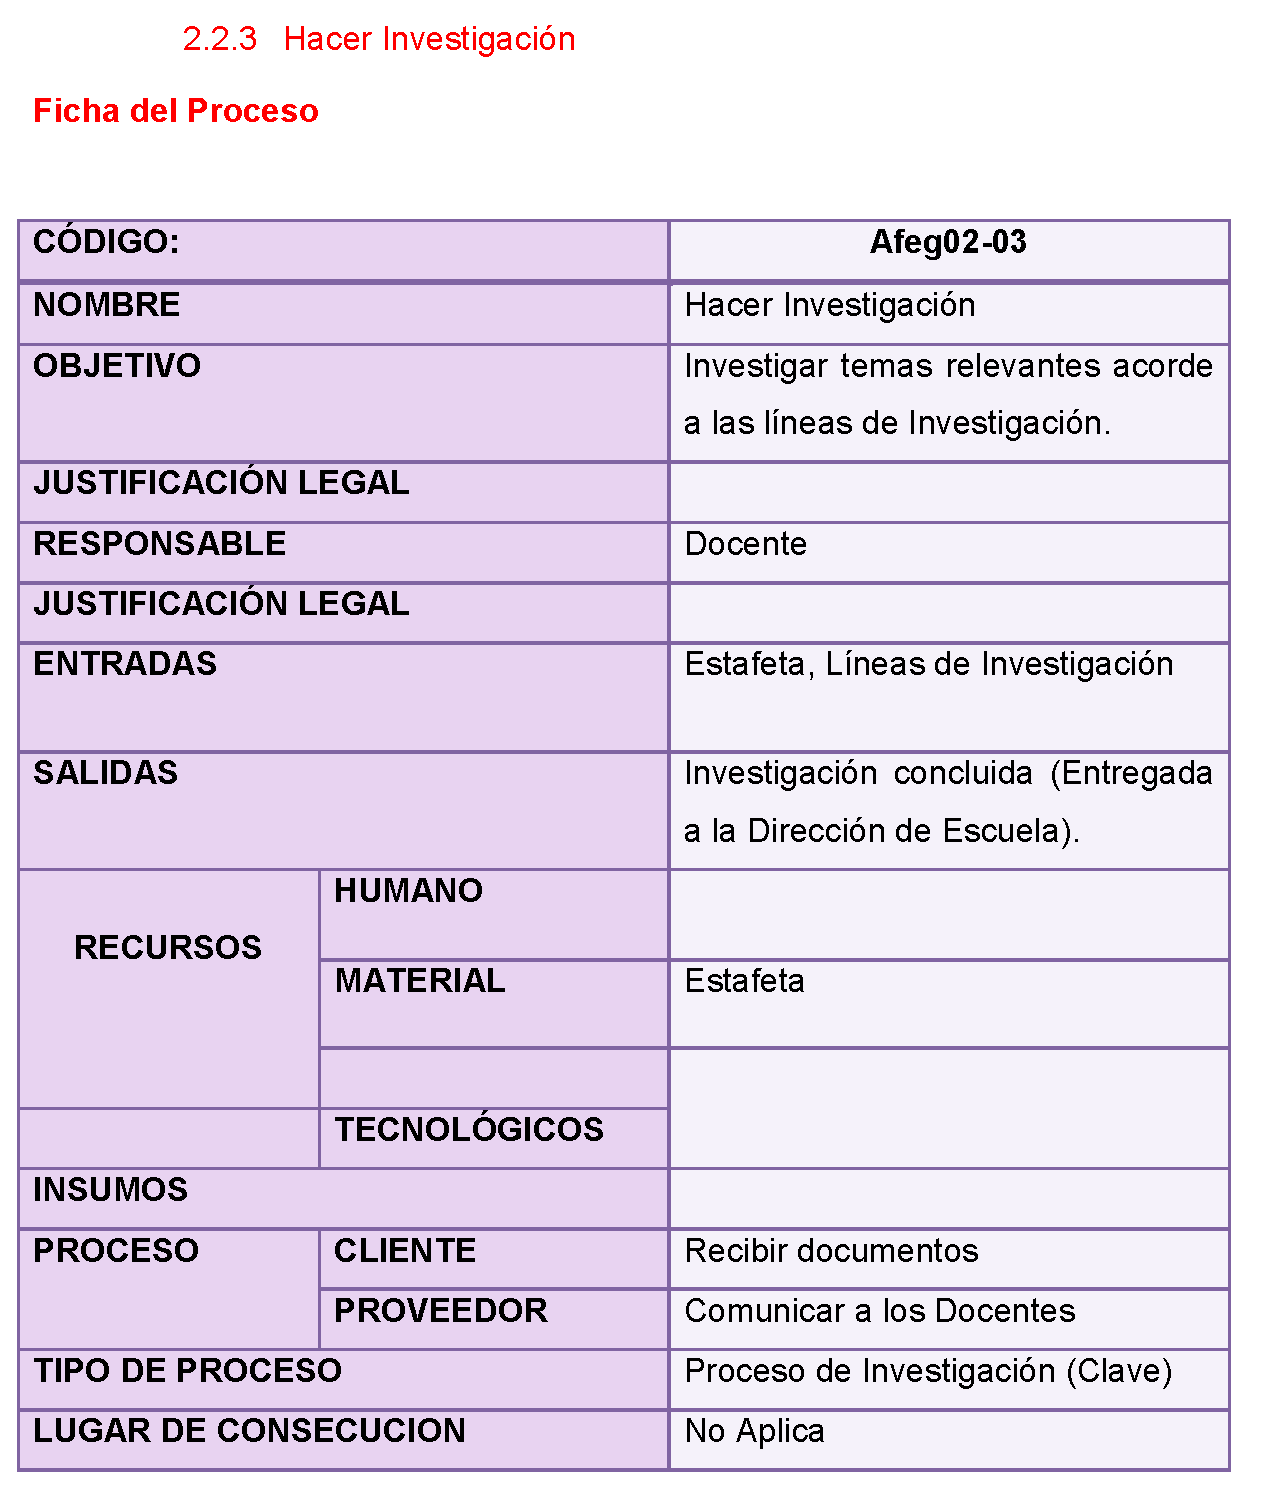 2.2.3 Hacer Investigación
Ficha del Proceso
CÓDIGO: Afeg02-03
NOMBRE Hacer Investigación
OBJETIVO Investigar temas relevantes acorde
a las líneas de Investigación.
JUSTIFICACIÓN LEGAL
RESPONSABLE Docente
JUSTIFICACIÓN LEGAL
ENTRADAS Estafeta, Líneas de Investigación
SALIDAS Investigación concluida (Entregada
a la Dirección de Escuela).
RECURSOS
HUMANO
MATERIAL Estafeta
TECNOLÓGICOS
INSUMOS
PROCESO CLIENTE Recibir documentos
PROVEEDOR Comunicar a los Docentes
TIPO DE PROCESO Proceso de Investigación (Clave)
LUGAR DE CONSECUCION No Aplica